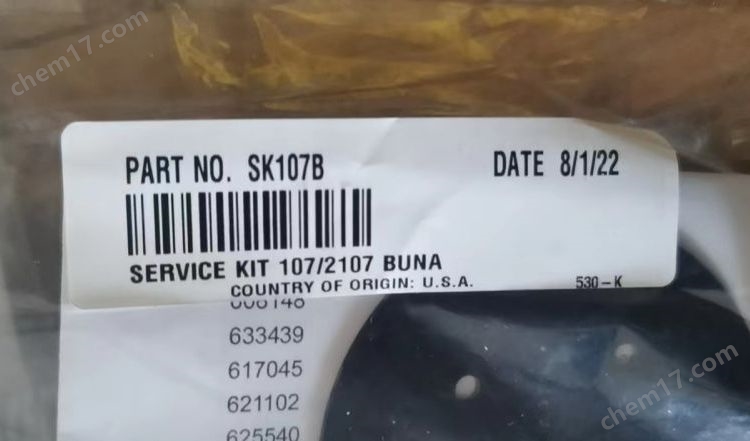 chem17.com
PART NO. SK107B DATE 8/1/22
SERVICE KIT 107/2107 BUNA
COUNTRY OF ORIGIN: U.S.A. 530-K
633439
617045
621102
625540
chem17.com